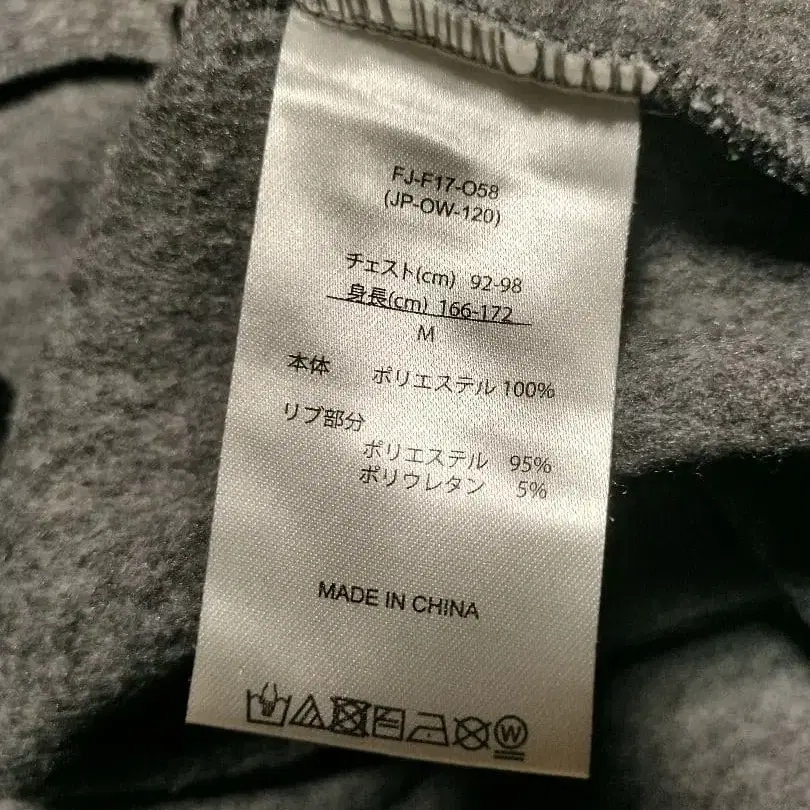 FJ-F17-O58
(JP-OW-120)
チェスト(cm) 92-98
身長(cm) 166-172
M
本体 ポリエステル 100%
リブ部分
ポリエステル 95%
ポリウレタン 5%
MADE IN CHINA
W